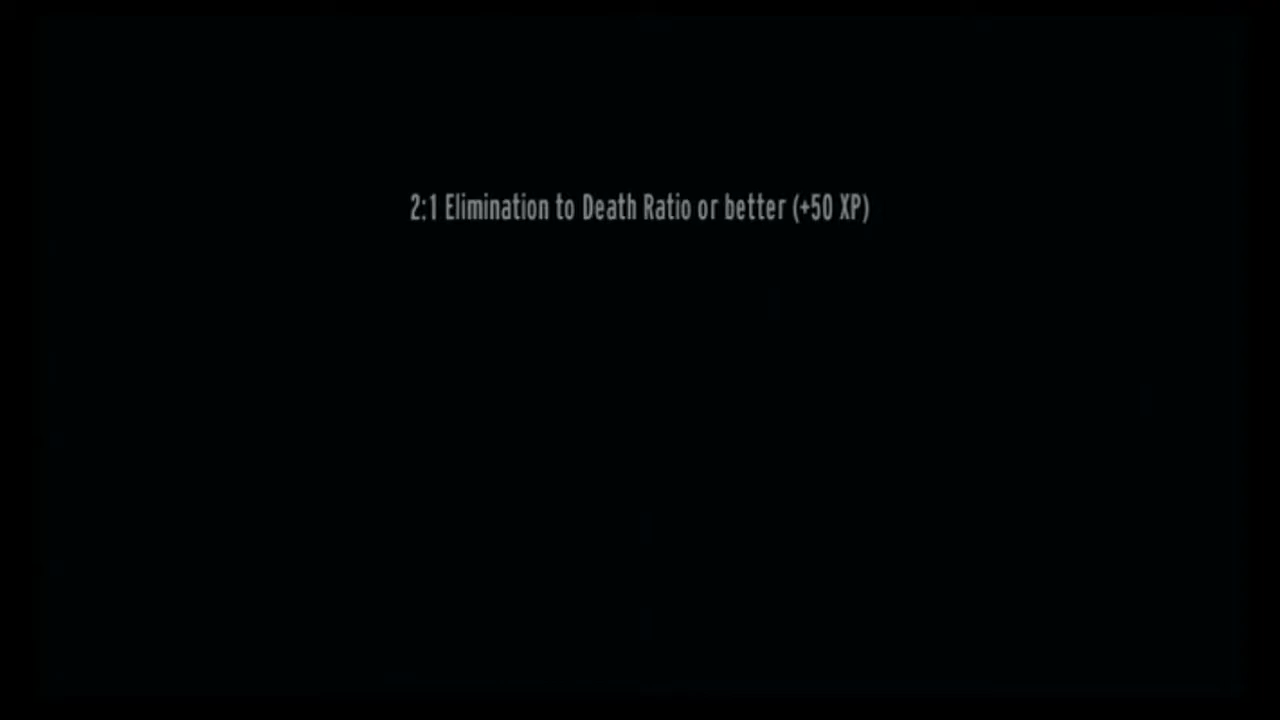 2:1 Elimination to Death Ratio or better (+50 XP)